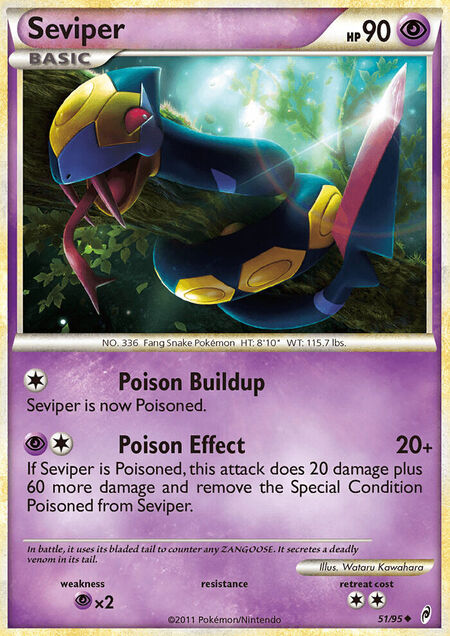 Seviper HP 90
BASIC
NO. 336 Fang Snake Pokémon HT: 8'10" WT: 115.7 lbs.
Poison Buildup
Seviper is now Poisoned.
Poison Effect 20+
If Seviper is Poisoned, this attack does 20 damage plus
60 more damage and remove the Special Condition
Poisoned from Seviper.
In battle, it uses its bladed tail to counter any ZANGOOSE. It secretes a deadly
venom in its tail.
Illus. Wataru Kawahara
weakness resistance retreat cost
×2
51/95
©2011 Pokémon/Nintendo